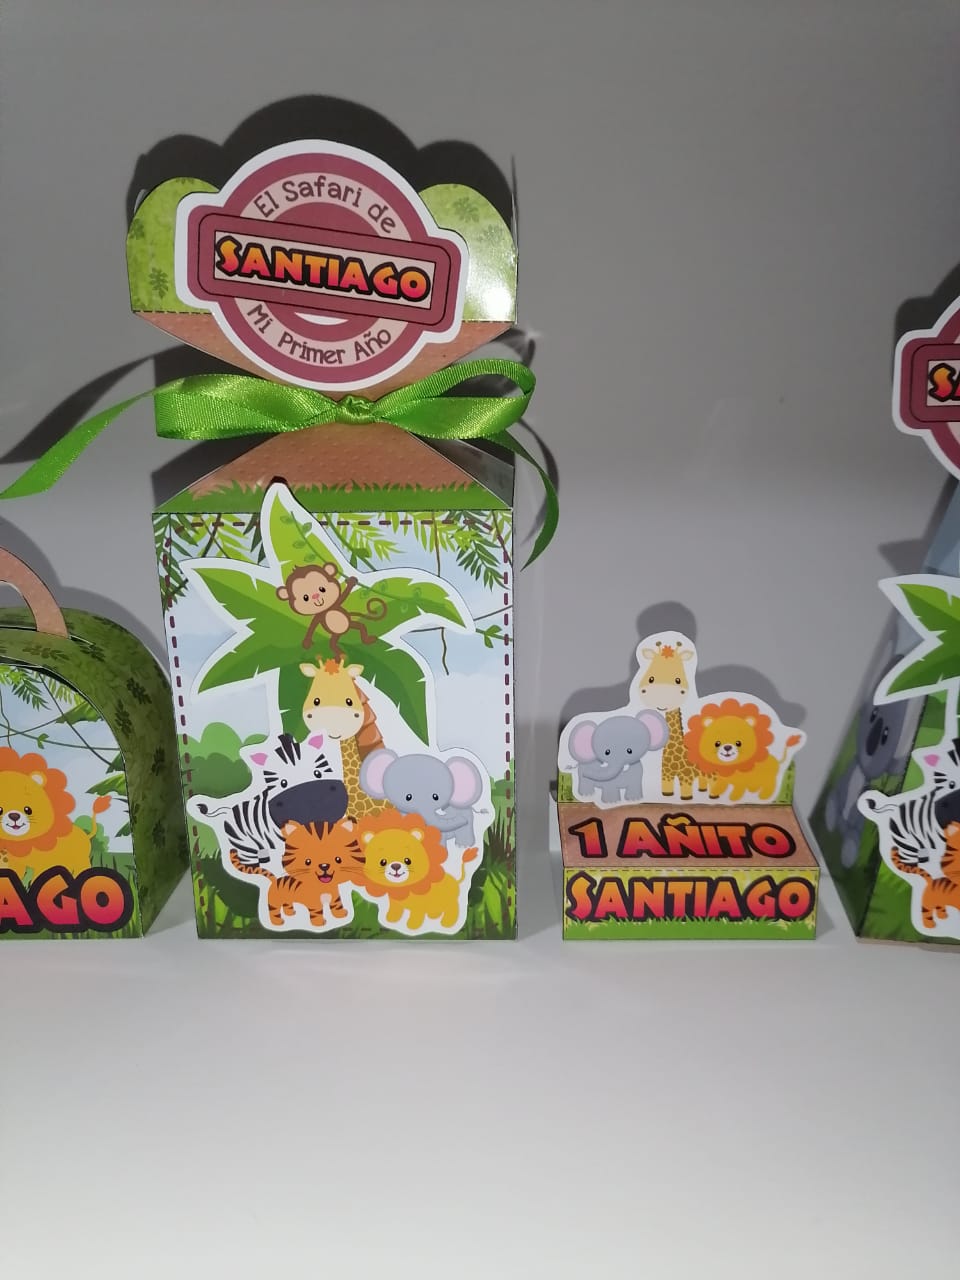 El Safari de
SANTIAGO
Mi Primer Año
1 AÑITO
SANTIAGO
AGO